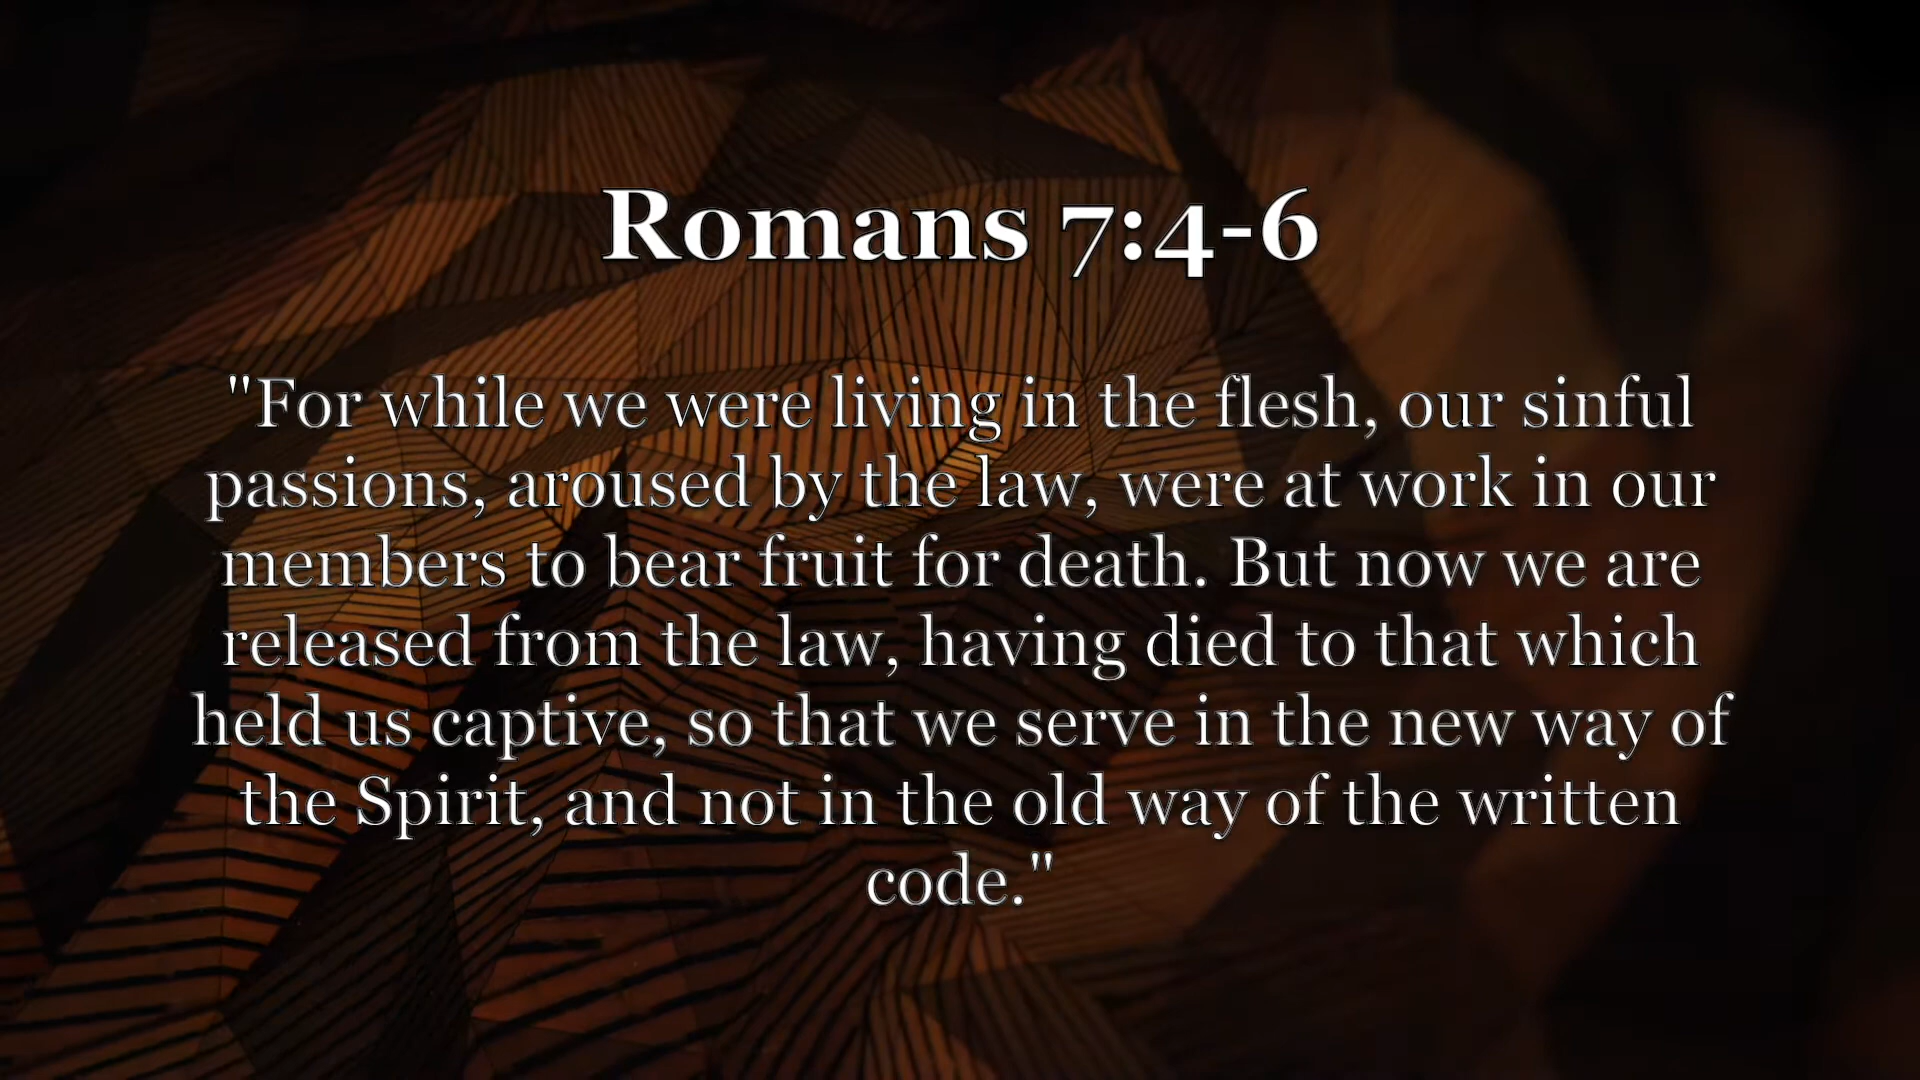 Romans 7:4-6
"For while we were living in the flesh, our sinful
passions, aroused by the law, were at work in our
members to bear fruit for death. But now we are
released from the law, having died to that which
held us captive, so that we serve in the new way of
the Spirit, and not in the old way of the written
code."